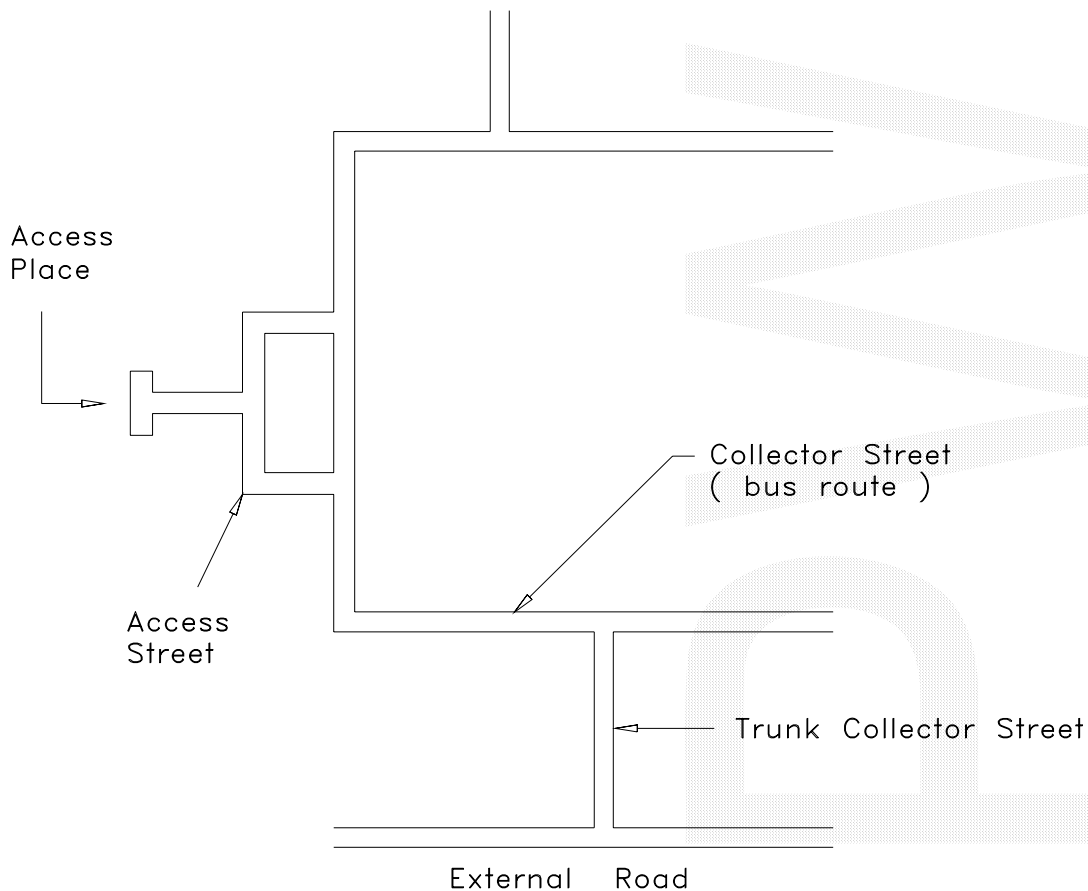 Access
Place
Collector Street
( bus route )
Access
Street
Trunk Collector Street
External Road